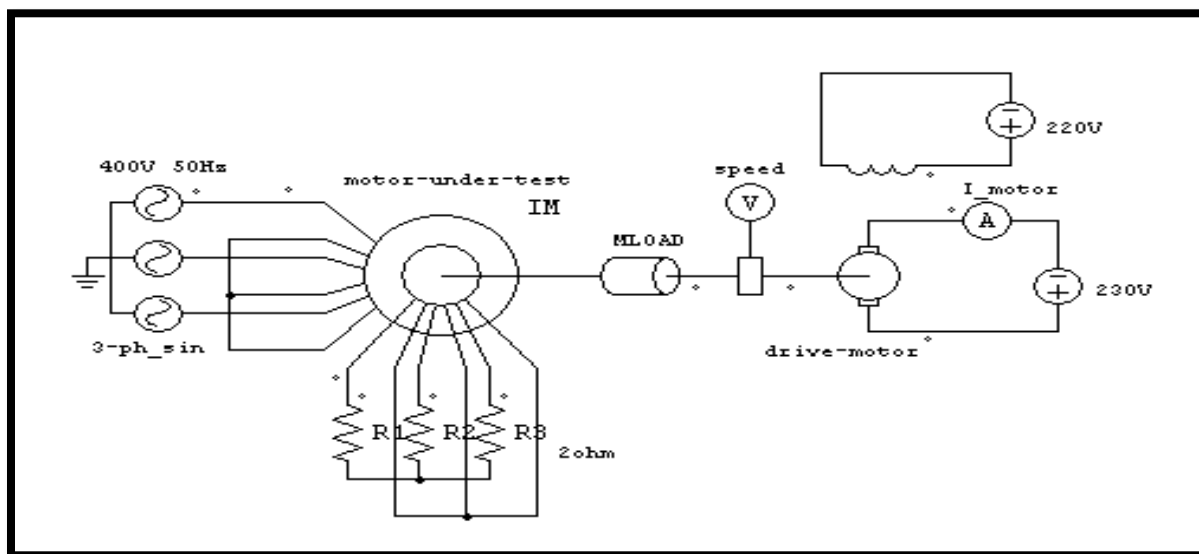 400V 50Hz
motor-under-test
IM
speed
V
220V
I_motor
A
MLOAD
230V
3-ph_sin
drive-motor
R1
R2
R3
2ohm